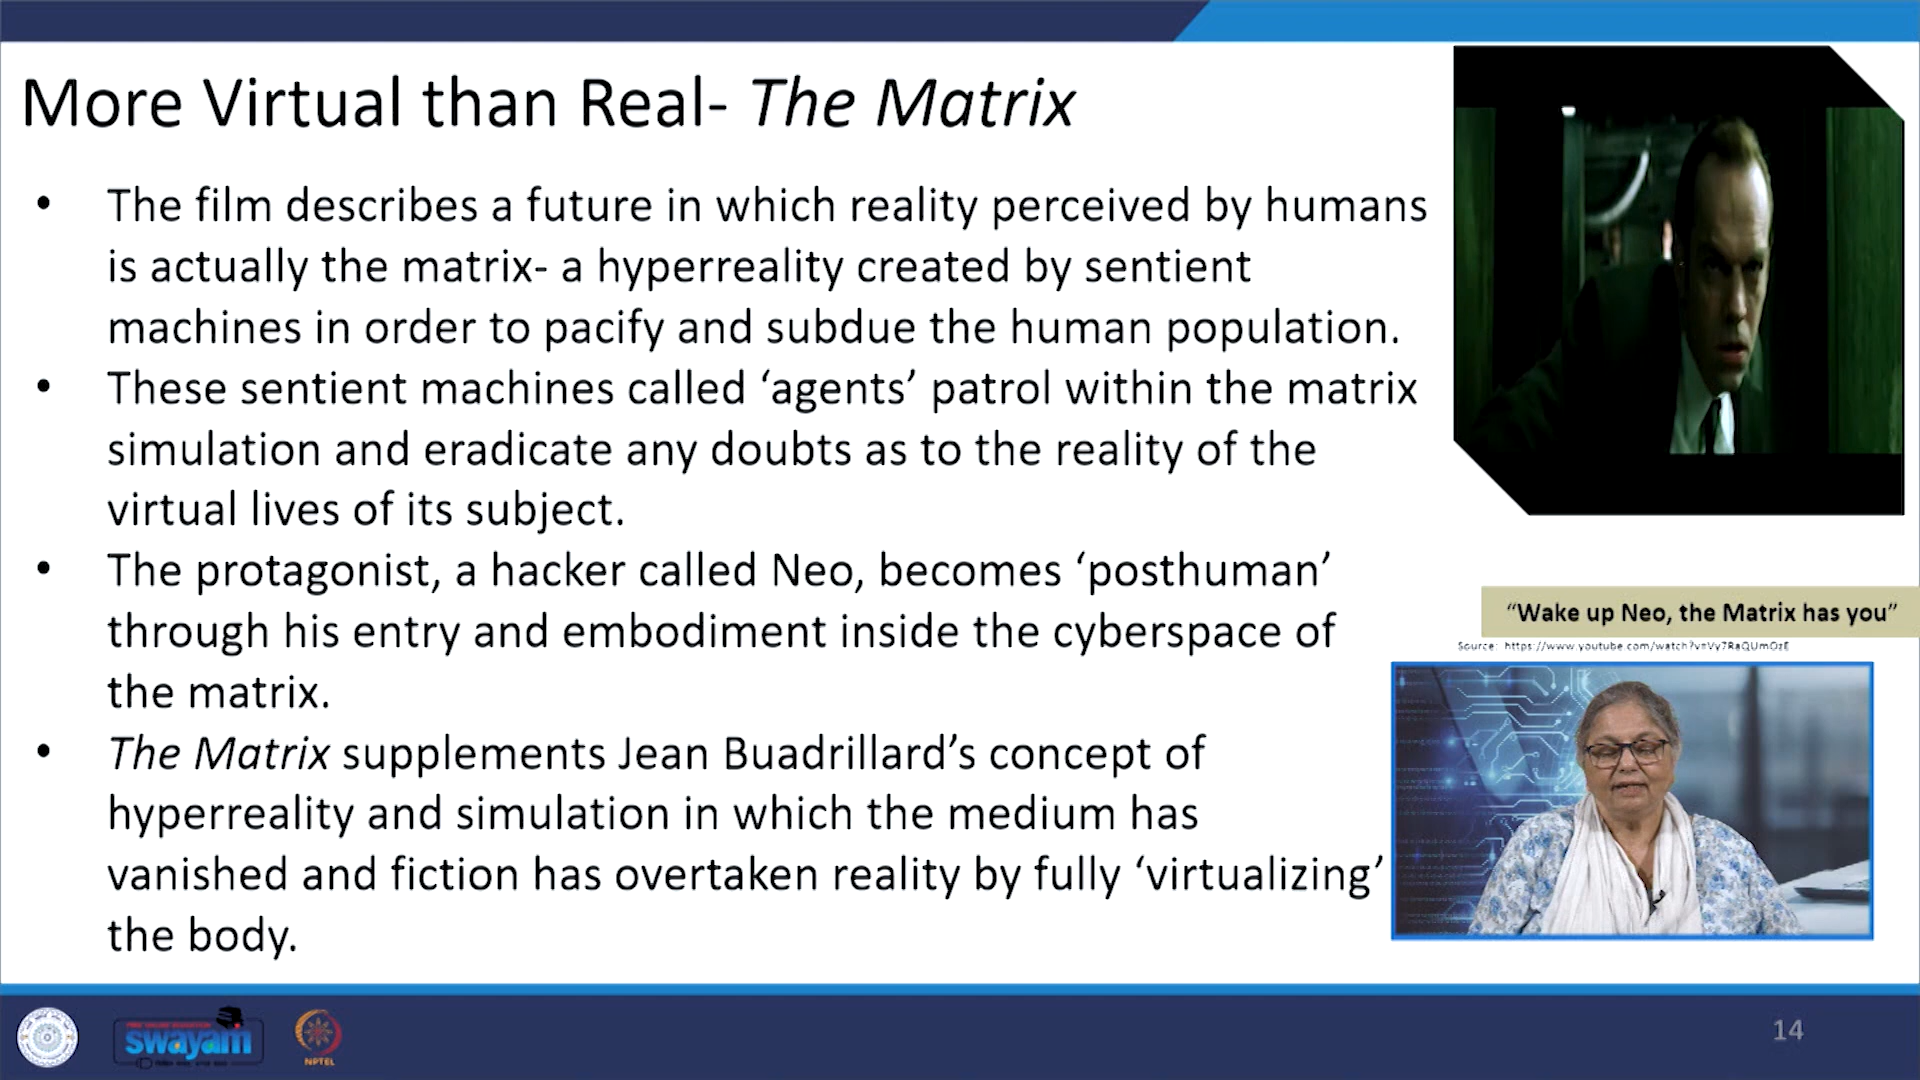 More Virtual than Real- The Matrix
• The film describes a future in which reality perceived by humans
is actually the matrix- a hyperreality created by sentient
machines in order to pacify and subdue the human population.
• These sentient machines called ‘agents’ patrol within the matrix
simulation and eradicate any doubts as to the reality of the
virtual lives of its subject.
• The protagonist, a hacker called Neo, becomes ‘posthuman’
through his entry and embodiment inside the cyberspace of
the matrix.
• The Matrix supplements Jean Buadrillard’s concept of
hyperreality and simulation in which the medium has
vanished and fiction has overtaken reality by fully ‘virtualizing’
the body.
“Wake up Neo, the Matrix has you”
Source:
swayam
NPTEL
14